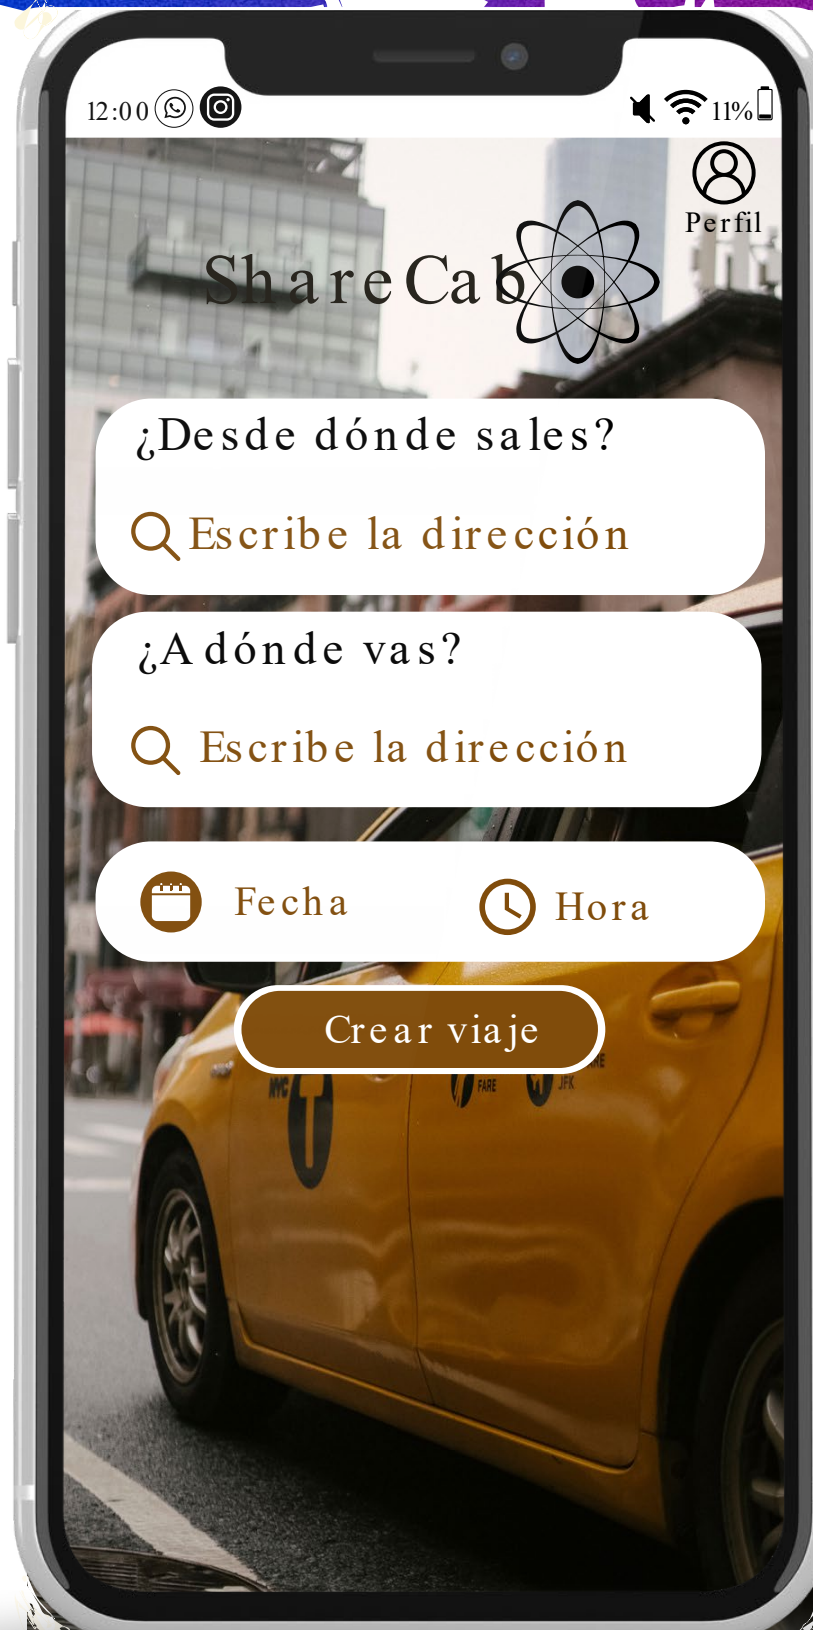 12:00
11%
Perfil
ShareCab
¿Desde dónde sales?
Escribe la dirección
¿A dónde vas?
Escribe la dirección
Fecha
Hora
Crear viaje
NYC
T
FARE
JFK